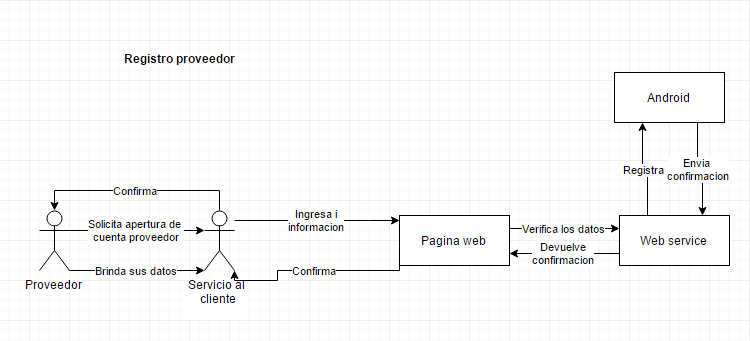 Registro proveedor
Android
Registra
Envia
confirmacion
Confirma
Solicita apertura de
cuenta proveedor
Ingresa i
informacion
Pagina web
Verifica los datos
Web service
Devuelve
confirmacion
Brinda sus datos
Confirma
Proveedor
Servicio al
cliente